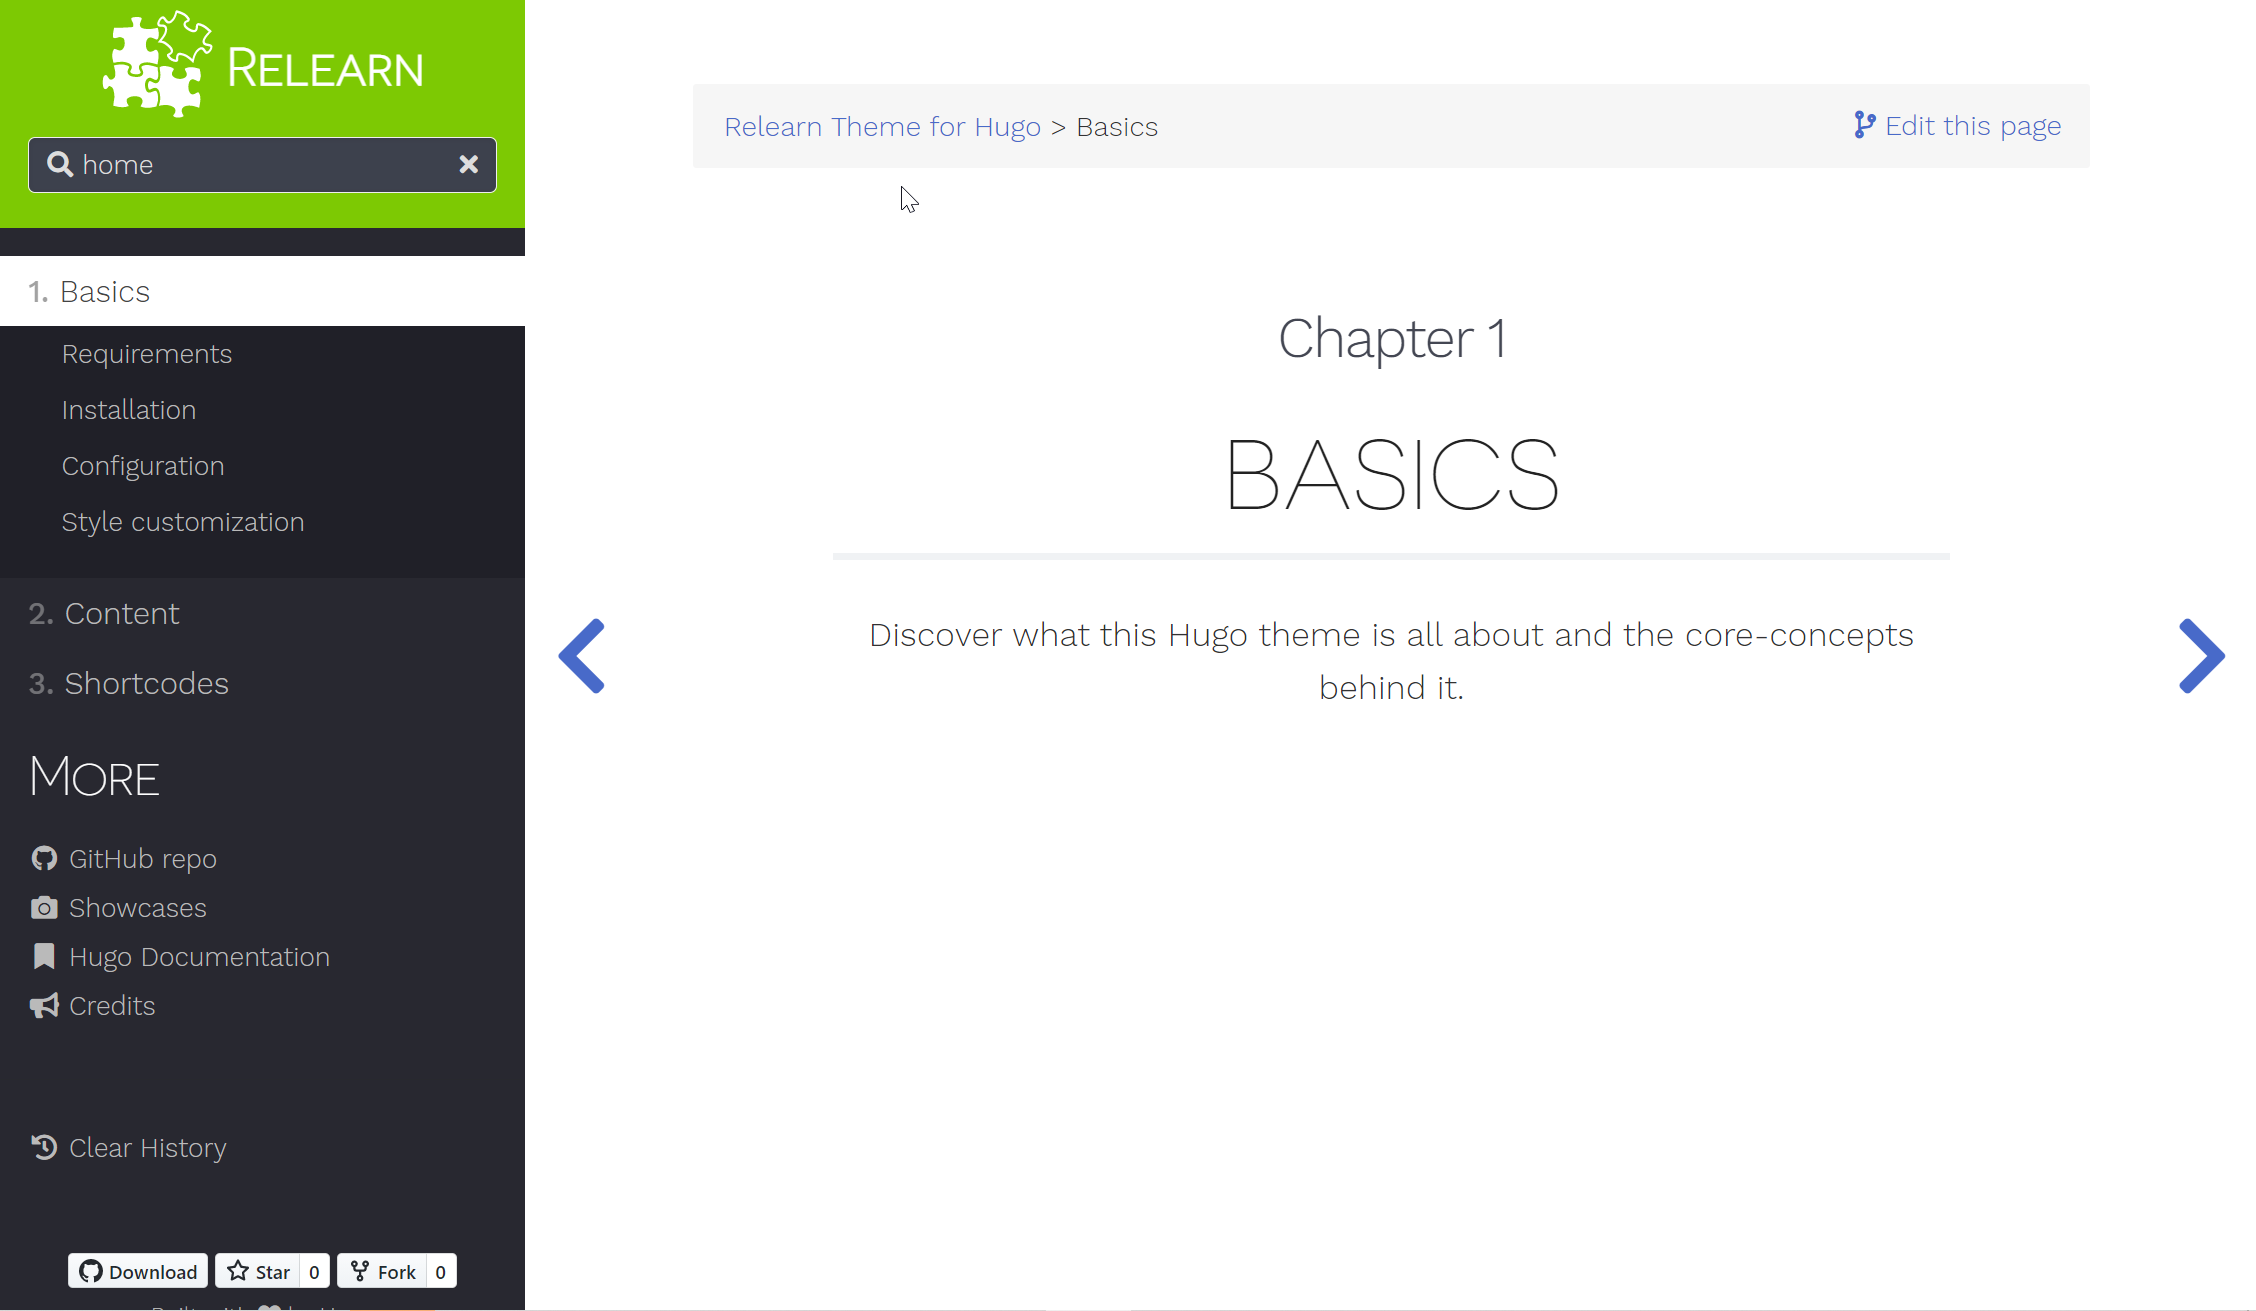 RELEARN
home
1. Basics
Requirements
Installation
Configuration
Style customization
2. Content
3. Shortcodes
MORE
GitHub repo
Showcases
Hugo Documentation
Credits
Clear History
Download Star 0 Fork 0
Relearn Theme for Hugo > Basics
Edit this page
Chapter 1
BASICS
Discover what this Hugo theme is all about and the core-concepts
behind it.